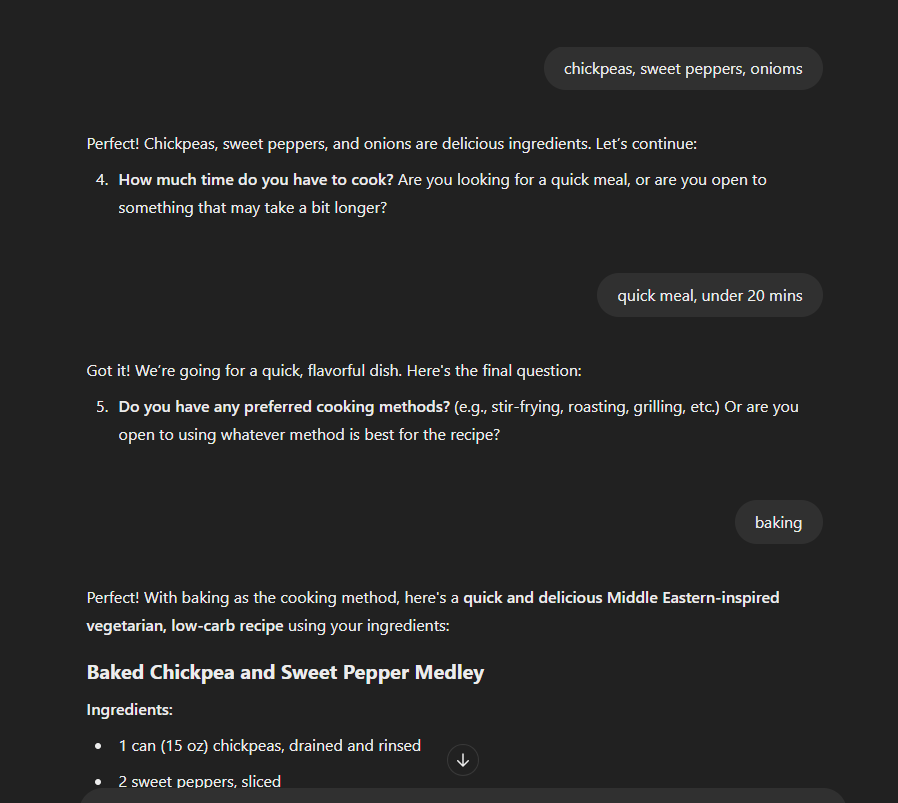 chickpeas, sweet peppers, onioms
Perfect! Chickpeas, sweet peppers, and onions are delicious ingredients. Let’s continue:
4. How much time do you have to cook? Are you looking for a quick meal, or are you open to
something that may take a bit longer?
quick meal, under 20 mins
Got it! We’re going for a quick, flavorful dish. Here's the final question:
5. Do you have any preferred cooking methods? (e.g., stir-frying, roasting, grilling, etc.) Or are you
open to using whatever method is best for the recipe?
baking
Perfect! With baking as the cooking method, here's a quick and delicious Middle Eastern-inspired
vegetarian, low-carb recipe using your ingredients:
Baked Chickpea and Sweet Pepper Medley
Ingredients:
• 1 can (15 oz) chickpeas, drained and rinsed
• 2 sweet peppers, sliced